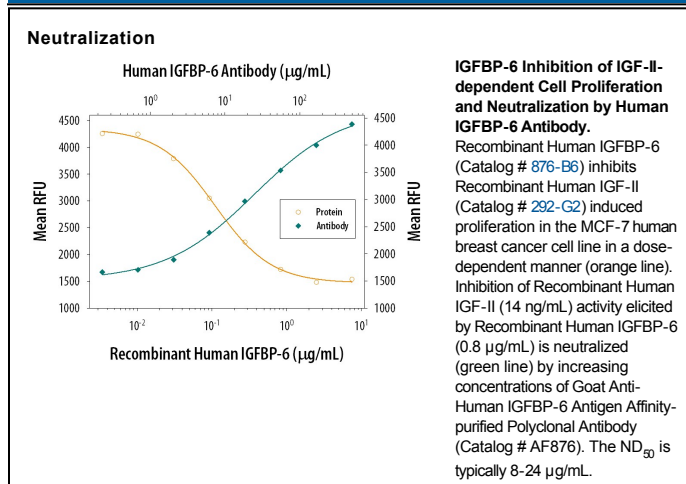 Neutralization
Human IGFBP-6 Antibody (µg/mL)
10⁰ 10¹ 10²
4500 4500
4000 4000
3500 3500
3000 3000
2500 2500
2000 2000
1500 1500
1000 1000
Mean RFU
Mean RFU
Protein
Antibody
10⁻² 10⁻¹ 10⁰ 10¹
Recombinant Human IGFBP-6 (µg/mL)
IGFBP-6 Inhibition of IGF-II-
dependent Cell Proliferation
and Neutralization by Human
IGFBP-6 Antibody.
Recombinant Human IGFBP-6
(Catalog # 876-B6) inhibits
Recombinant Human IGF-II
(Catalog # 292-G2) induced
proliferation in the MCF-7 human
breast cancer cell line in a dose-
dependent manner (orange line).
Inhibition of Recombinant Human
IGF-II (14 ng/mL) activity elicited
by Recombinant Human IGFBP-6
(0.8 µg/mL) is neutralized
(green line) by increasing
concentrations of Goat Anti-
Human IGFBP-6 Antigen Affinity-
purified Polyclonal Antibody
(Catalog # AF876). The ND₅₀ is
typically 8-24 µg/mL.